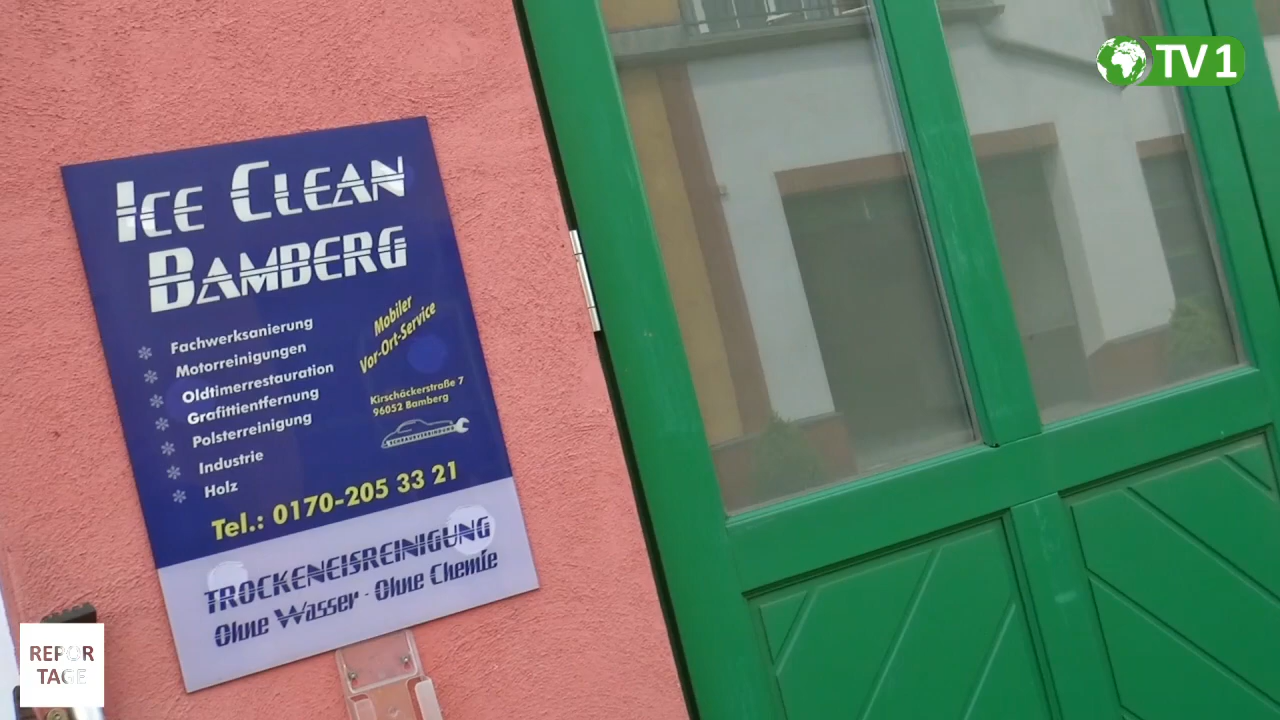 TV1
ICE CLEAN
BAMBERG
Fachwerksanierung
Motorreinigungen
Oldtimerrestauration
Grafittientfernung
Polsterreinigung
Industrie
Holz
Mobiler
Vor-Ort-Service
Kirschäckerstraße 7
96052 Bamberg
Tel.: 0170-205 33 21
TROCKENEISREINIGUNG
Ohne Wasser - Ohne Chemie
REPOR
TAGE